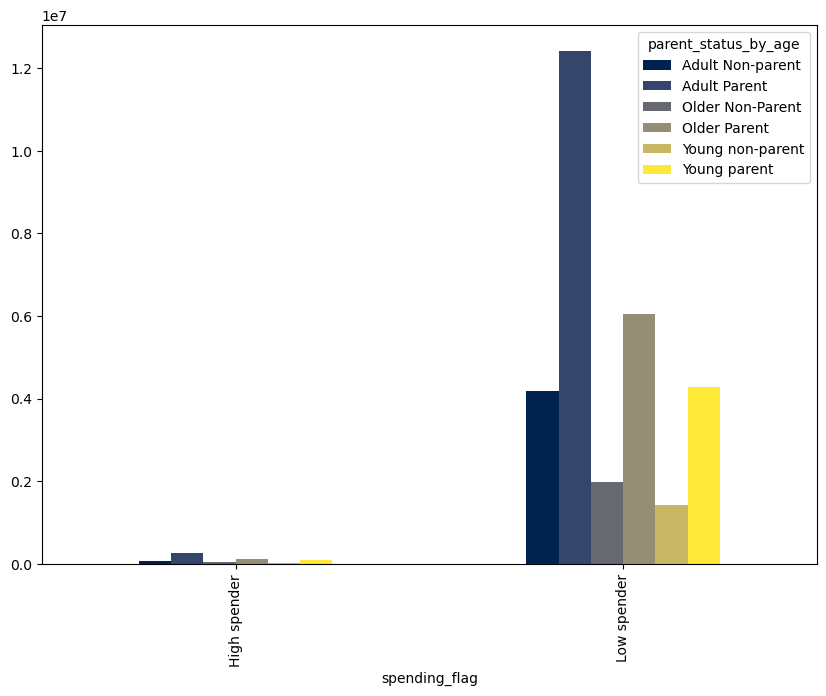 1e7
parent_status_by_age
Adult Non-parent
Adult Parent
Older Non-Parent
Older Parent
Young non-parent
Young parent
1.2
1.0
0.8
0.6
0.4
0.2
0.0
High spender
Low spender
spending_flag